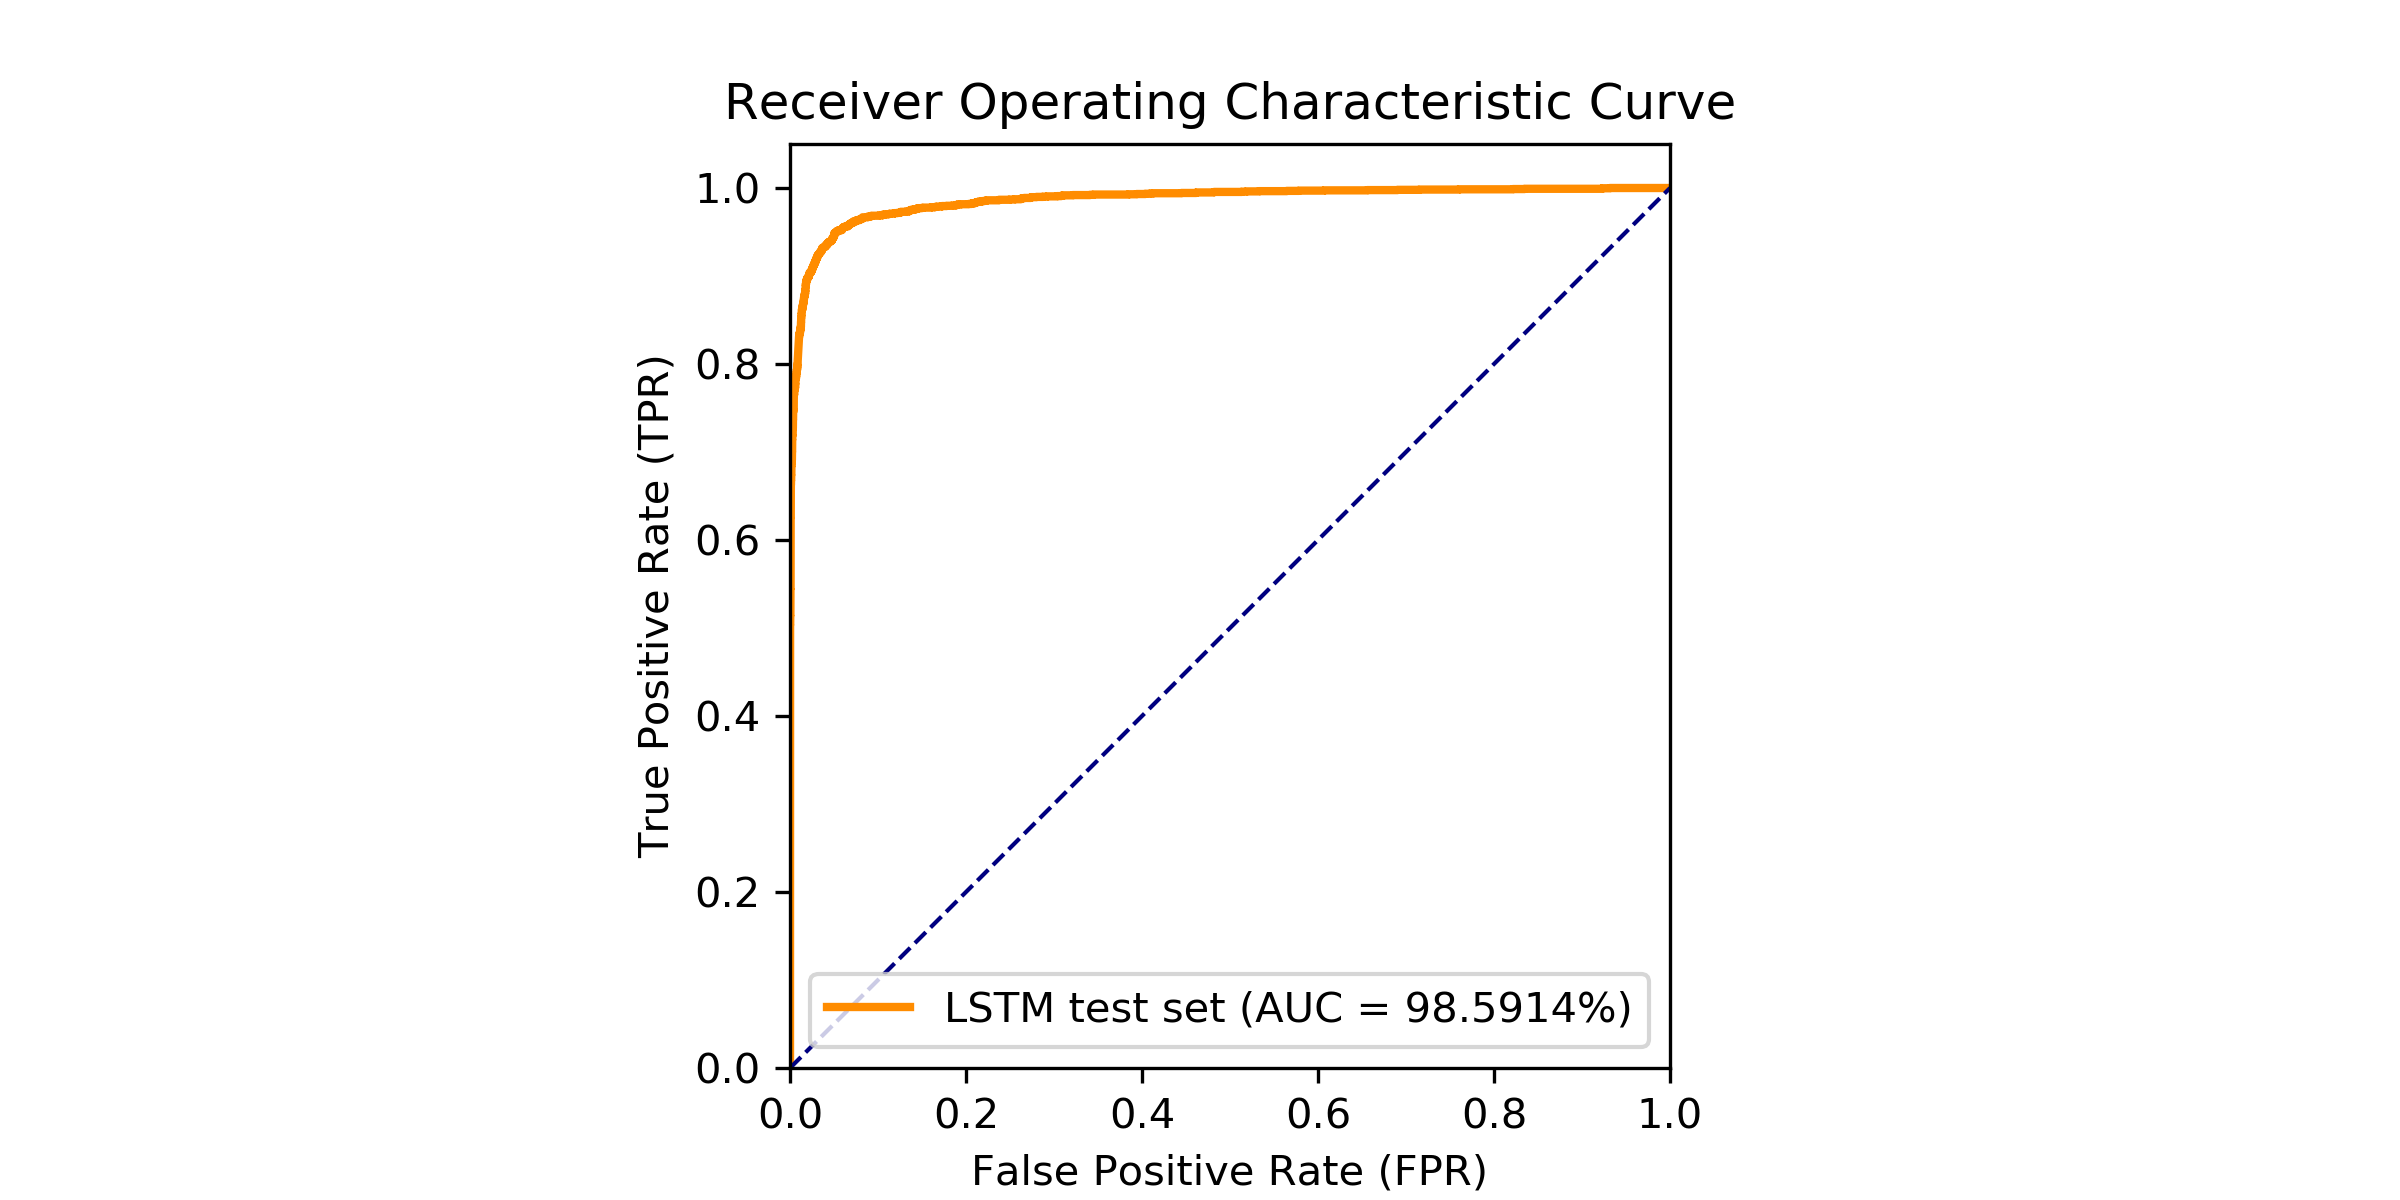 Receiver Operating Characteristic Curve
1.0
0.8
0.6
0.4
0.2
0.0
True Positive Rate (TPR)
LSTM test set (AUC = 98.5914%)
0.0 0.2 0.4 0.6 0.8 1.0
False Positive Rate (FPR)